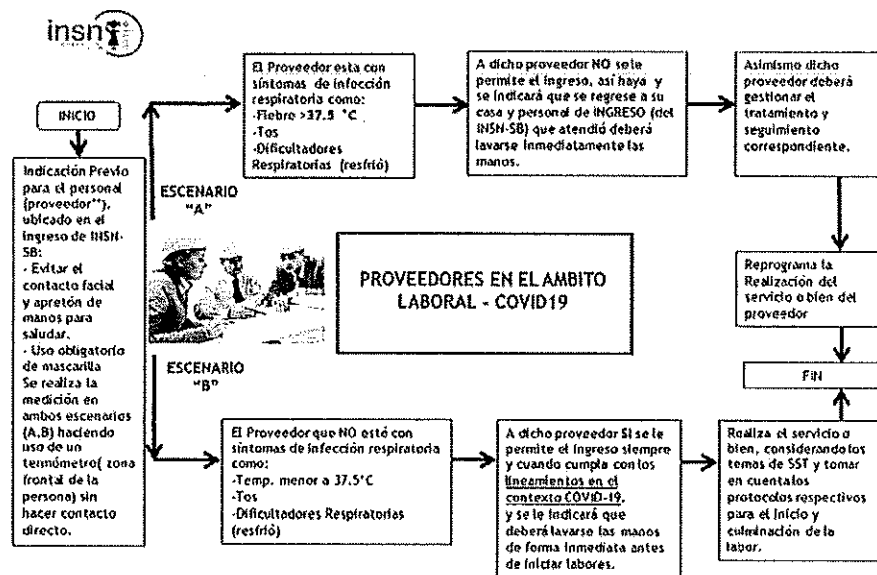 insn
INICIO
Indicación Previo
para el personal
(proveedor**),
ubicado en el
ingreso de INSN-
SB:
- Evitar el
contacto facial
y apretón de
manos para
saludar.
- Uso obligatorio
de mascarilla
Se realiza la
medición en
ambos escenarios
(A,B) haciendo
uso de un
termómetro( zona
frontal de la
persona) sin
hacer contacto
directo.
ESCENARIO
"A"
El Proveedor esta con
síntomas de infección
respiratoria como:
-Fiebre >37.5 °C
-Tos
-Dificultadores
Respiratorias (resfrió)
A dicho proveedor NO se le
permite el ingreso, así haya y
se indicará que se regrese a su
casa y personal de INGRESO (del
INSN-SB) que atendió deberá
lavarse inmediatamente las
manos.
Asimismo dicho
proveedor deberá
gestionar el
tratamiento y
seguimiento
correspondiente.
PROVEEDORES EN EL AMBITO
LABORAL - COVID19
Reprograma la
Realización del
servicio o bien del
proveedor
FIN
ESCENARIO
"B"
El Proveedor que NO esté con
síntomas de infección respiratoria
como:
-Temp. menor a 37.5°C
-Tos
-Dificultadores Respiratorias
(resfrió)
A dicho proveedor SI se le
permite el ingreso siempre
y cuando cumpla con los
lineamientos en el
contexto COVID-19,
y se le indicará que
deberá lavarse las manos
de forma inmediata antes
de iniciar labores.
Realiza el servicio o
bien, considerando los
temas de SST y tomar
en cuenta los
protocolos respectivos
para el inicio y
culminación de la
labor.